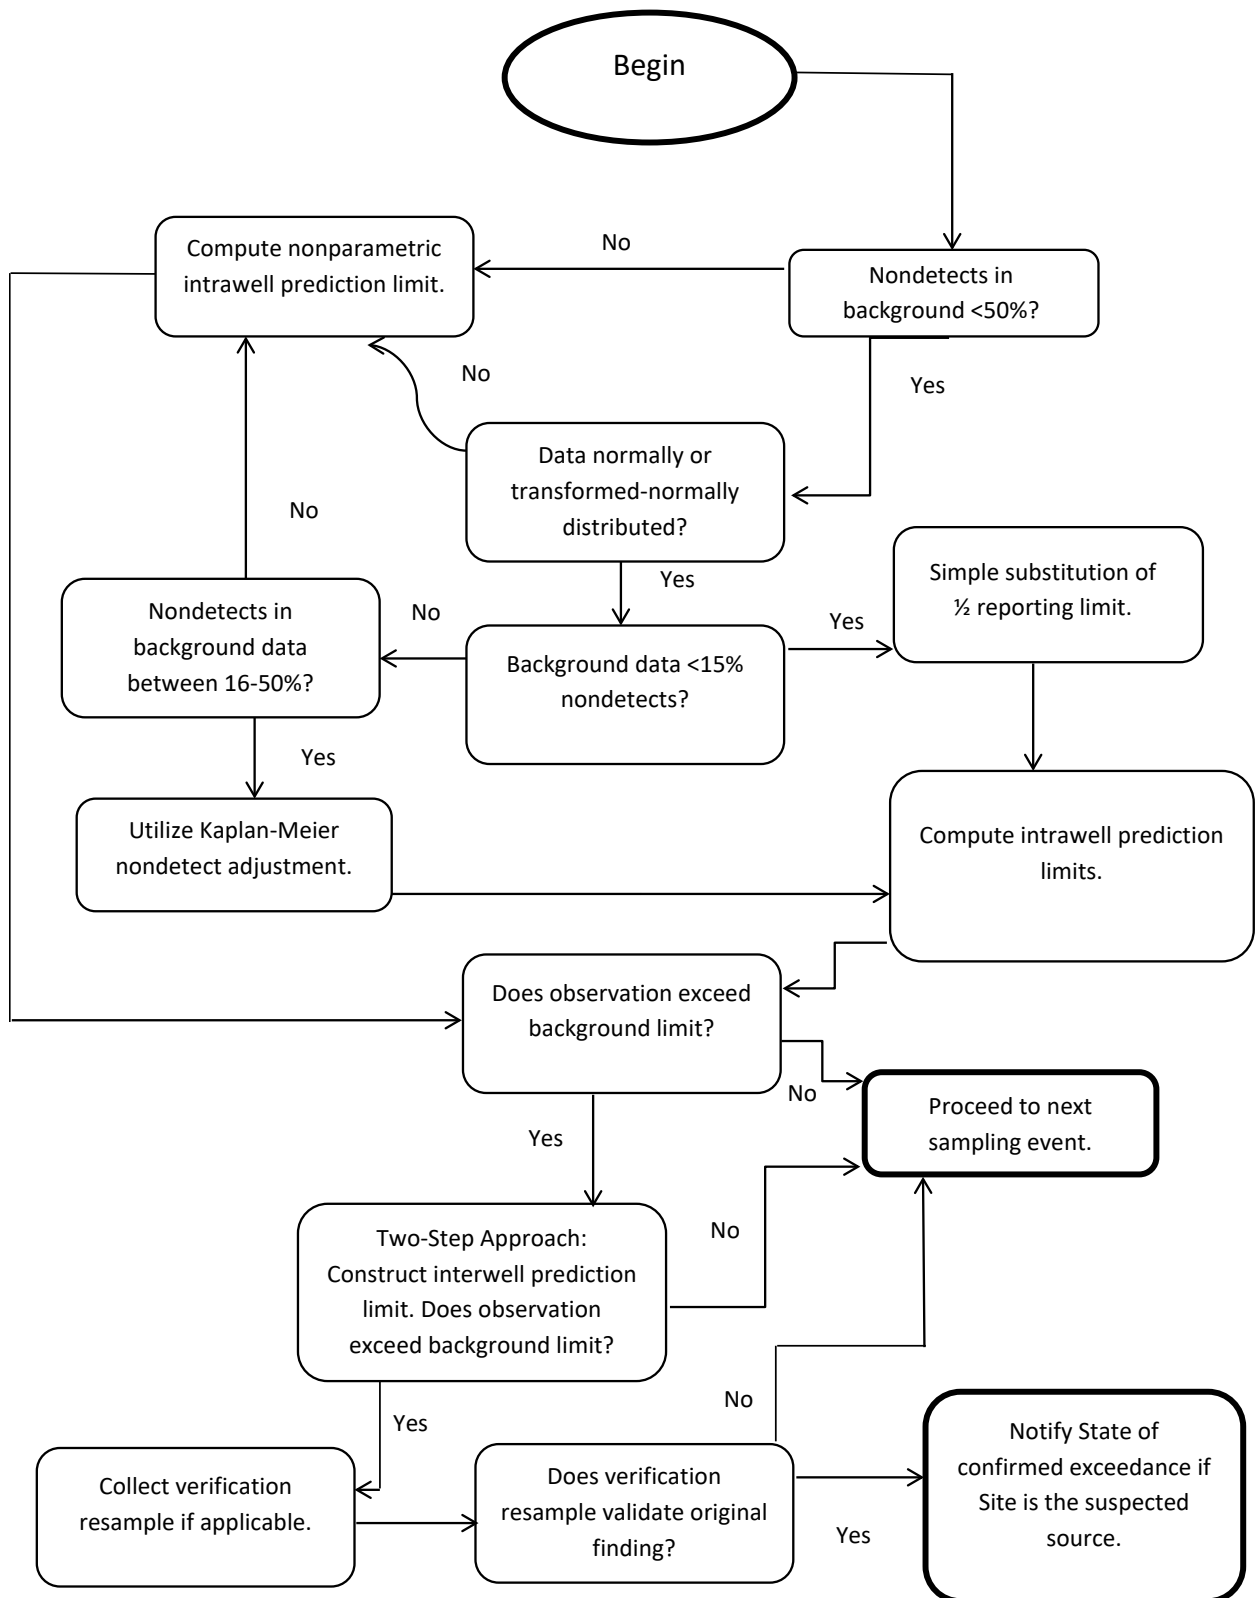 Begin
Compute nonparametric
intrawell prediction limit.
No
Nondetects in
background <50%?
No
Yes
Data normally or
transformed-normally
distributed?
No
Yes
Simple substitution of
½ reporting limit.
Nondetects in
background data
between 16-50%?
No
Background data <15%
nondetects?
Yes
Yes
Utilize Kaplan-Meier
nondetect adjustment.
Compute intrawell prediction
limits.
Does observation exceed
background limit?
No
Proceed to next
sampling event.
Yes
Two-Step Approach:
Construct interwell prediction
limit. Does observation
exceed background limit?
No
Yes
No
Collect verification
resample if applicable.
Does verification
resample validate original
finding?
Yes
Notify State of
confirmed exceedance if
Site is the suspected
source.